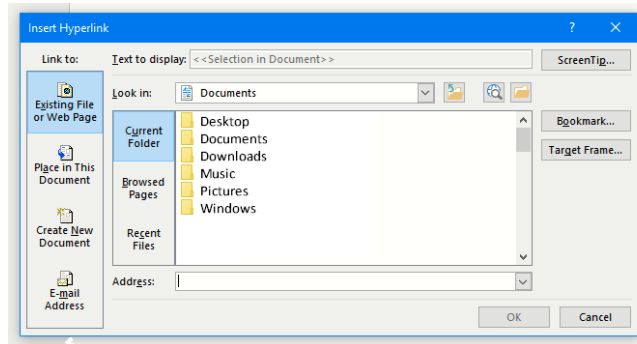 Insert Hyperlink
Link to:
Text to display: <<Selection in Document>>
ScreenTip...
Existing File
or Web Page
Look in:
Documents
Current
Folder
Desktop
Documents
Downloads
Music
Pictures
Windows
Bookmark...
Target Frame...
Place in This
Document
Browsed
Pages
Create New
Document
Recent
Files
E-mail
Address
Address:
OK
Cancel